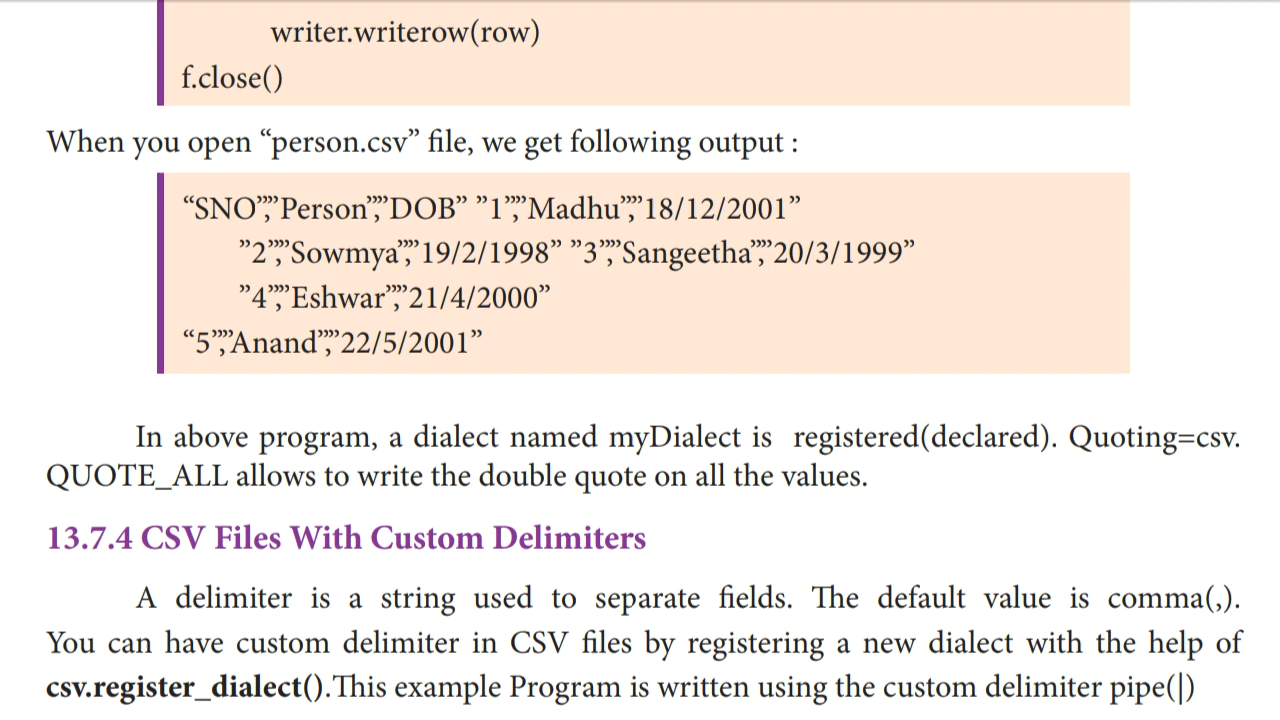 writer.writerow(row)
f.close()
When you open “person.csv” file, we get following output :
“SNO”,”Person”,”DOB” ”1”,”Madhu”,”18/12/2001”
”2”,”Sowmya”,”19/2/1998” ”3”,”Sangeetha”,”20/3/1999”
”4”,”Eshwar”,”21/4/2000”
“5”,”Anand”,”22/5/2001”
In above program, a dialect named myDialect is registered(declared). Quoting=csv.
QUOTE_ALL allows to write the double quote on all the values.
13.7.4 CSV Files With Custom Delimiters
A delimiter is a string used to separate fields. The default value is comma(,).
You can have custom delimiter in CSV files by registering a new dialect with the help of
csv.register_dialect().This example Program is written using the custom delimiter pipe(|)